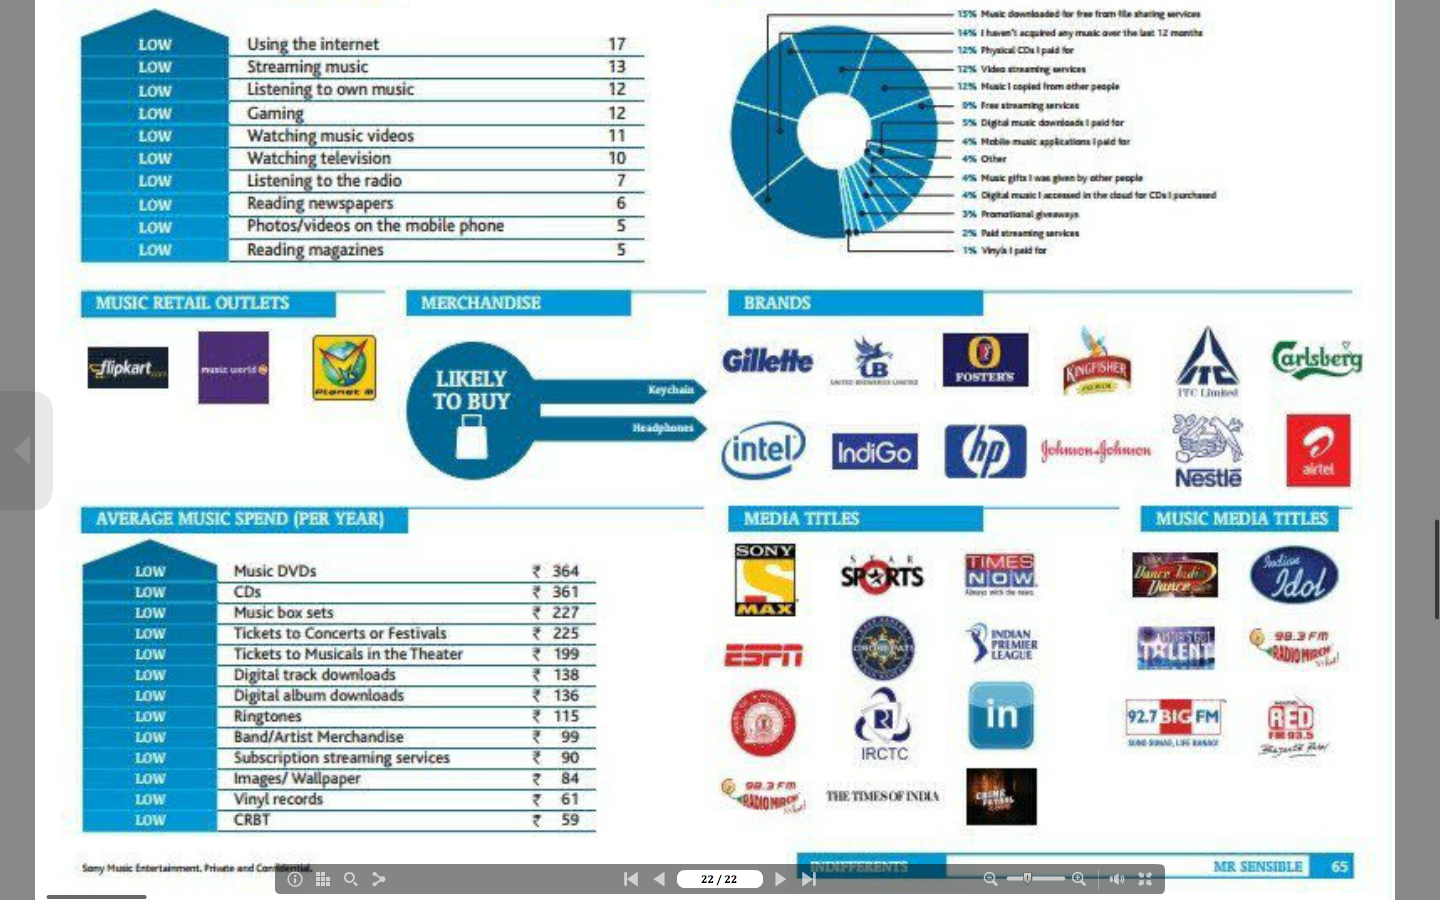 LOW Using the internet 17
LOW Streaming music 13
LOW Listening to own music 12
LOW Gaming 12
LOW Watching music videos 11
LOW Watching television 10
LOW Listening to the radio 7
LOW Reading newspapers 6
LOW Photos/videos on the mobile phone 5
LOW Reading magazines 5
15% Music downloaded for free from file sharing services
14% I haven't acquired any music over the last 12 months
12% Physical CDs I paid for
12% Video streaming services
12% Music I copied from other people
9% Free streaming services
5% Digital music downloads I paid for
4% Mobile music applications I paid for
4% Other
4% Music gifts I was given by other people
4% Digital music I accessed in the cloud for CDs I purchased
3% Promotional giveaways
2% Paid streaming services
1% Vinyls I paid for
MUSIC RETAIL OUTLETS
flipkart.com music world Planet M
MERCHANDISE
LIKELY
TO BUY
Keychain
Headphones
BRANDS
Gillette UB FOSTER'S KINGFISHER PREMIUM ITC Limited Carlsberg
UNITED BREWERIES LIMITED
intel IndiGo hp Johnson&Johnson Nestlé airtel
AVERAGE MUSIC SPEND (PER YEAR)
LOW Music DVDs ₹ 364
LOW CDs ₹ 361
LOW Music box sets ₹ 227
LOW Tickets to Concerts or Festivals ₹ 225
LOW Tickets to Musicals in the Theater ₹ 199
LOW Digital track downloads ₹ 138
LOW Digital album downloads ₹ 136
LOW Ringtones ₹ 115
LOW Band/Artist Merchandise ₹ 99
LOW Subscription streaming services ₹ 90
LOW Images/ Wallpaper ₹ 84
LOW Vinyl records ₹ 61
LOW CRBT ₹ 59
MEDIA TITLES
SONY MAX
STAR SPORTS
TIMES NOW
Always with the news.
ESPN
INDIAN
PREMIER
LEAGUE
IRCTC
in
98.3 FM
RADIO MIRCHI
THE TIMES OF INDIA
CRIME
PATROL
MUSIC MEDIA TITLES
Dance India
Dance
Indian
Idol
TALENT
98.3 FM
RADIO MIRCHI
92.7 BIG FM
SUNO SUNAO, LIFE BANAO!
RED
FM 93.5
Sony Music Entertainment, Private and Confidential.
INDIFFERENTS MR SENSIBLE 65
22 / 22